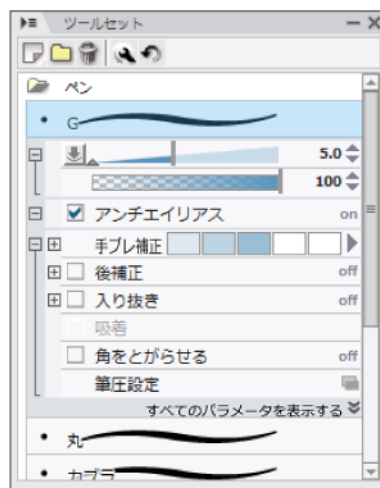 ツールセット
ペン
G
5.0
100
アンチエイリアス on
手ブレ補正
後補正 off
入り抜き off
吸着
角をとがらせる off
筆圧設定
すべてのパラメータを表示する
丸
カブラ